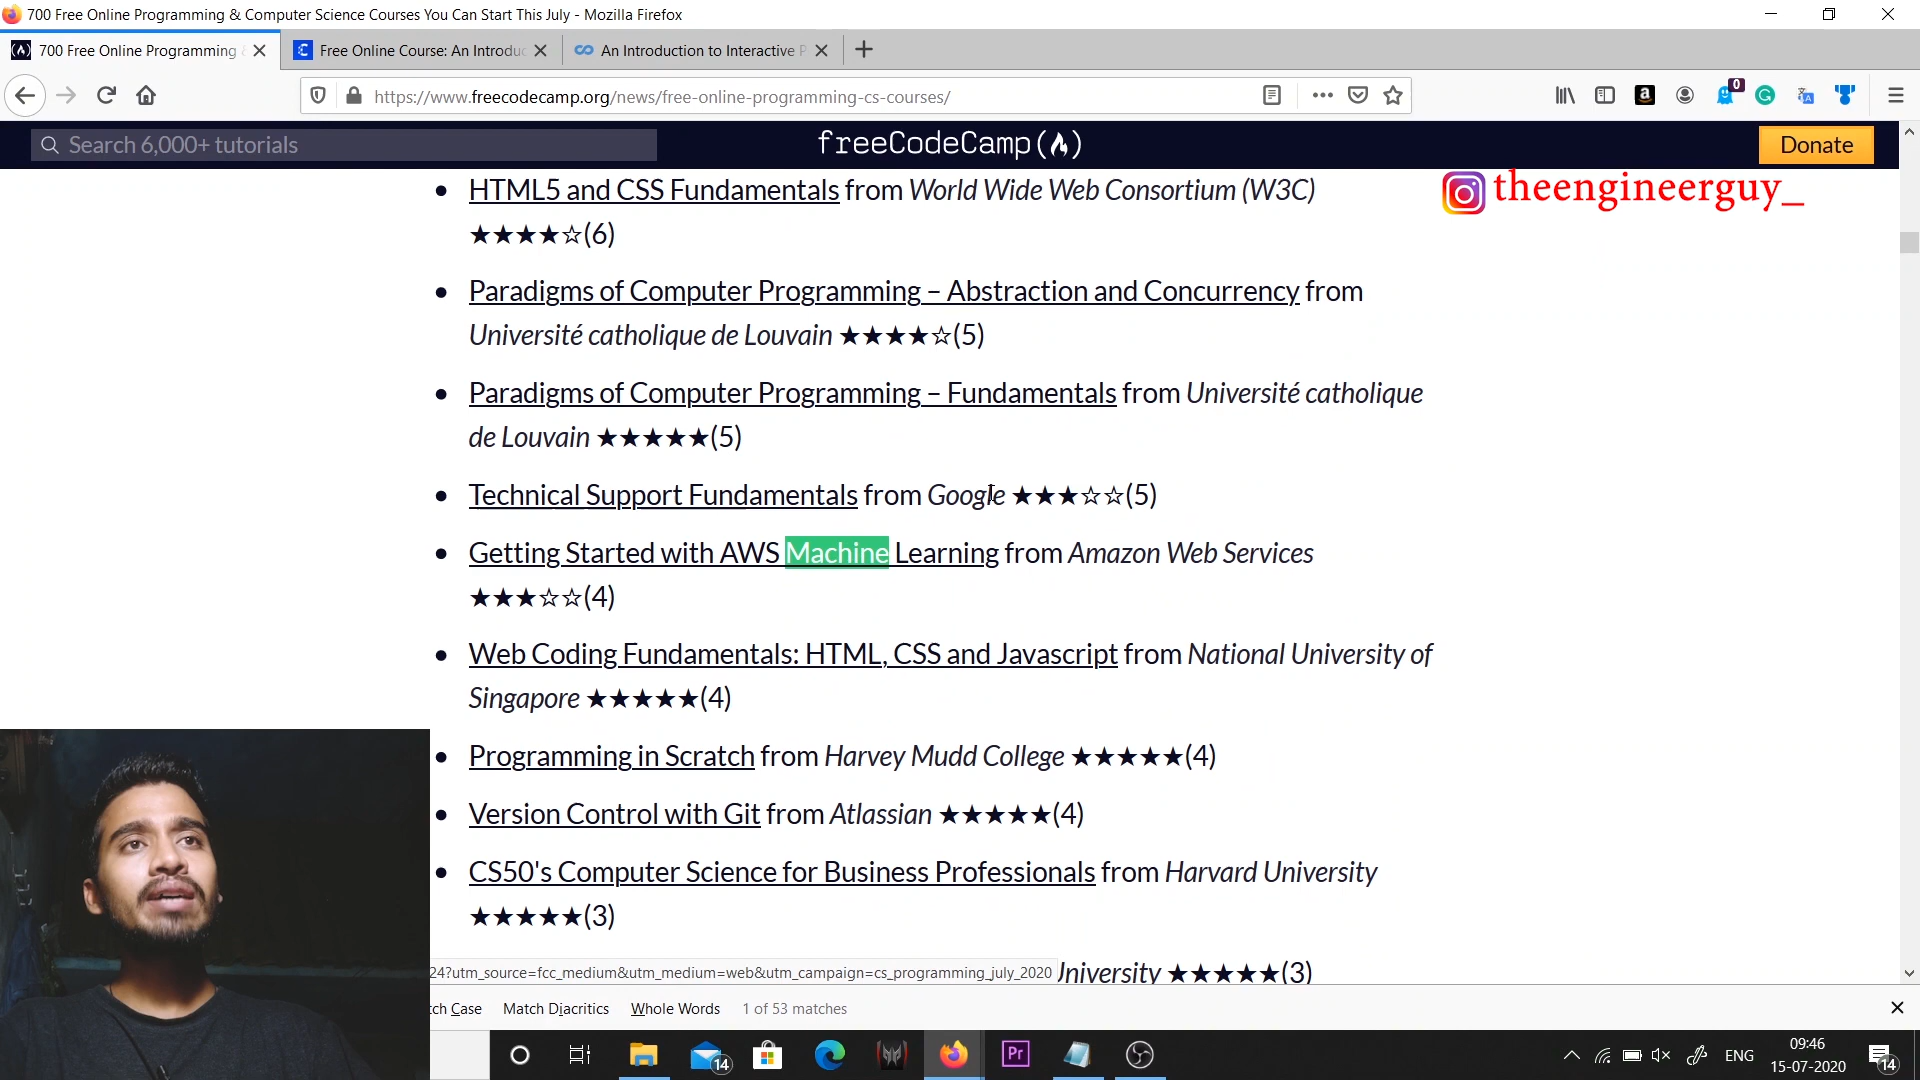 700 Free Online Programming & Computer Science Courses You Can Start This July - Mozilla Firefox
700 Free Online Programming &
Free Online Course: An Introduc
An Introduction to Interactive P
https://www.freecodecamp.org/news/free-online-programming-cs-courses/
0
Search 6,000+ tutorials
freeCodeCamp(🔥)
Donate
theengineerguy_
• HTML5 and CSS Fundamentals from World Wide Web Consortium (W3C)
★★★★☆(6)
• Paradigms of Computer Programming – Abstraction and Concurrency from
Université catholique de Louvain ★★★★☆(5)
• Paradigms of Computer Programming – Fundamentals from Université catholique
de Louvain ★★★★★(5)
• Technical Support Fundamentals from Google ★★★☆☆(5)
• Getting Started with AWS Machine Learning from Amazon Web Services
★★★☆☆(4)
• Web Coding Fundamentals: HTML, CSS and Javascript from National University of
Singapore ★★★★★(4)
• Programming in Scratch from Harvey Mudd College ★★★★★(4)
• Version Control with Git from Atlassian ★★★★★(4)
• CS50's Computer Science for Business Professionals from Harvard University
★★★★★(3)
24?utm_source=fcc_medium&utm_medium=web&utm_campaign=cs_programming_july_2020
University ★★★★★(3)
tch Case Match Diacritics Whole Words 1 of 53 matches
14
Pr
ENG
09:46
15-07-2020
14